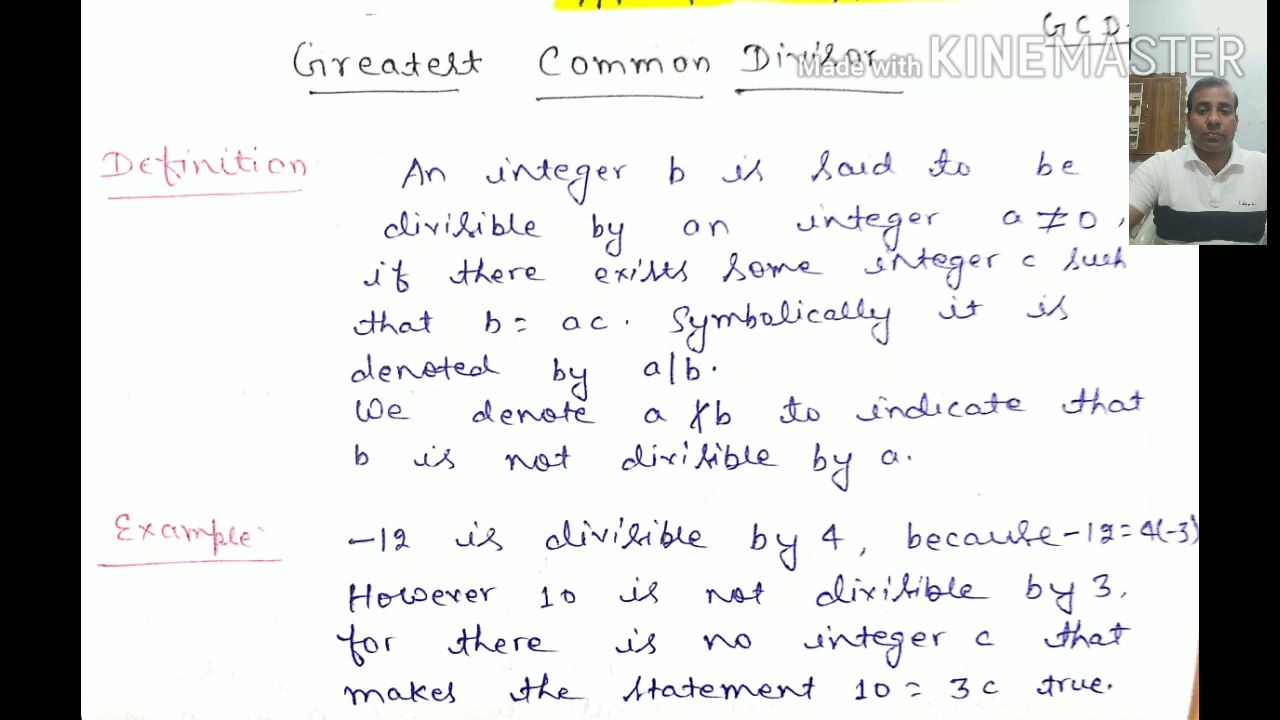 GCD.
Greatest Common Divisor
Made with KINEMASTER
Definition An integer b is said to be
divisible by an integer a ≠ 0,
if there exists some integer c such
that b = ac. Symbolically it is
denoted by a|b.
We denote a ∤ b to indicate that
b is not divisible by a.
Example: -12 is divisible by 4, because -12 = 4(-3)
However 10 is not divisible by 3,
for there is no integer c that
makes the statement 10 = 3c true.